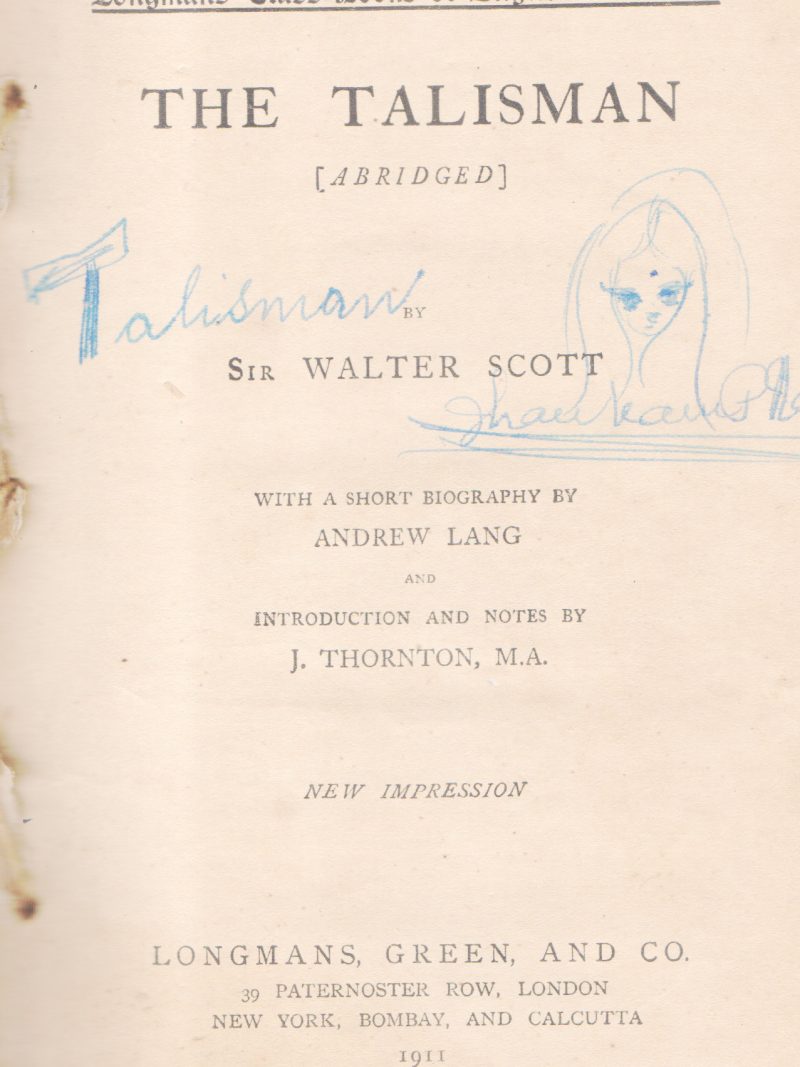 THE TALISMAN
[ABRIDGED]
Talisman
BY
SIR WALTER SCOTT
WITH A SHORT BIOGRAPHY BY
ANDREW LANG
AND
INTRODUCTION AND NOTES BY
J. THORNTON, M.A.
NEW IMPRESSION
LONGMANS, GREEN, AND CO.
39 PATERNOSTER ROW, LONDON
NEW YORK, BOMBAY, AND CALCUTTA
1911